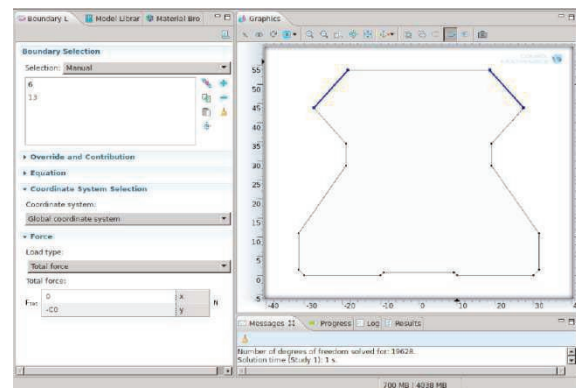 Boundary L
Model Librar
Material Bro
Graphics
Boundary Selection
Selection: Manual
6
13
Override and Contribution
Equation
Coordinate System Selection
Coordinate system:
Global coordinate system
Force
Load type:
Total force
Total force:
0 x
y
N
55
50
45
40
35
30
25
20
15
10
5
0
-5
-40 -30 -20 -10 0 10 20 30 4
Messages Progress Log Results
Number of degrees of freedom solved for: 19628.
Solution time (Study 1): 1 s.
700 MB | 4038 MB